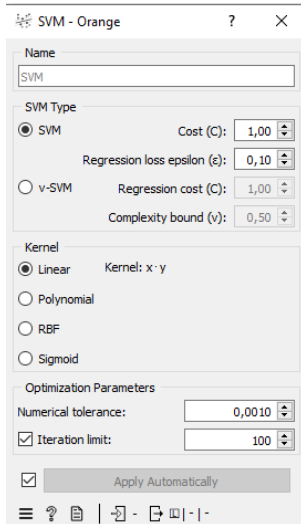 SVM - Orange ? ×
Name
SVM
SVM Type
SVM Cost (C): 1,00
Regression loss epsilon (ε): 0,10
v-SVM Regression cost (C): 1,00
Complexity bound (v): 0,50
Kernel
Linear Kernel: x·y
Polynomial
RBF
Sigmoid
Optimization Parameters
Numerical tolerance: 0,0010
Iteration limit: 100
Apply Automatically
? - - | -